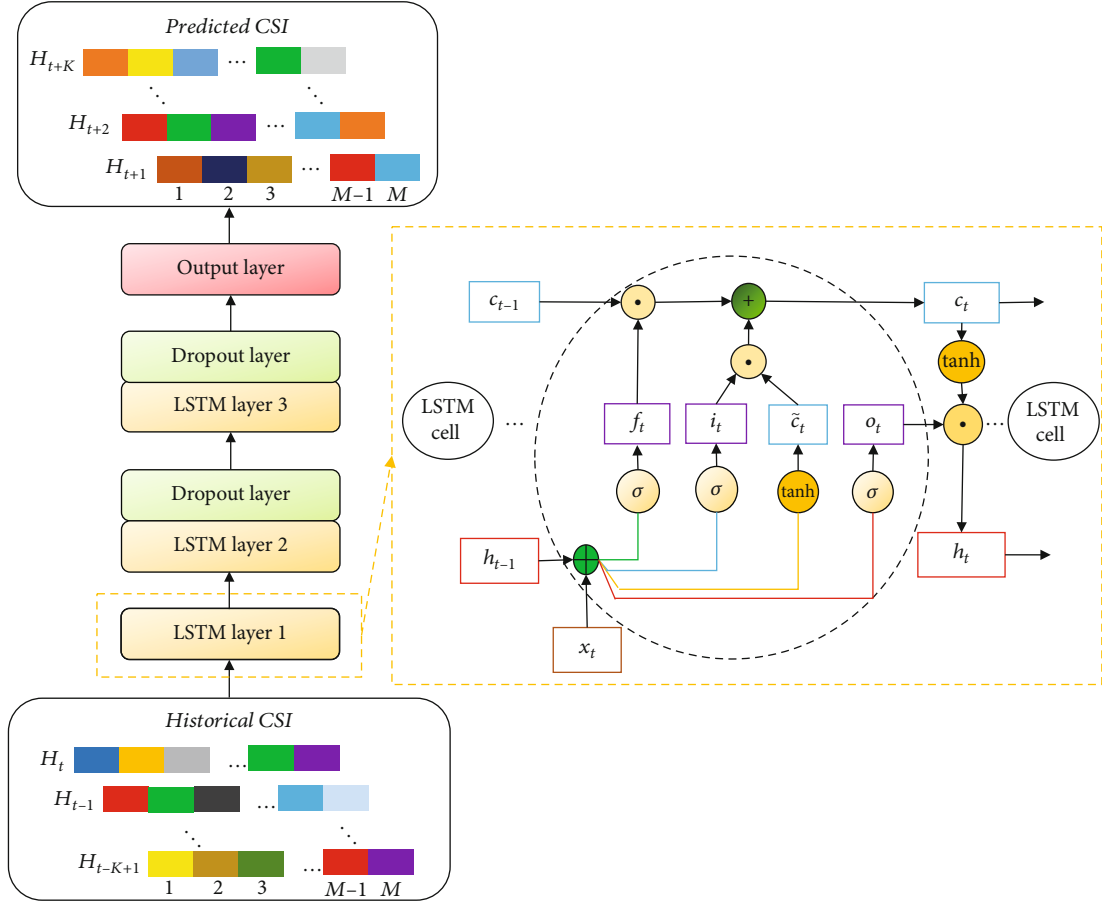 Predicted CSI
H_{t+K} ...
... ...
H_{t+2} ...
H_{t+1} ...
1 2 3 M–1 M
Output layer
Dropout layer
LSTM layer 3
Dropout layer
LSTM layer 2
LSTM layer 1
Historical CSI
H_t ...
H_{t–1} ...
... ...
H_{t–K+1} ...
1 2 3 M–1 M
c_{t–1} • + c_t
• tanh
LSTM cell ... f_t i_t c̃_t o_t • ... LSTM cell
σ σ tanh σ
h_{t–1} h_t
x_t